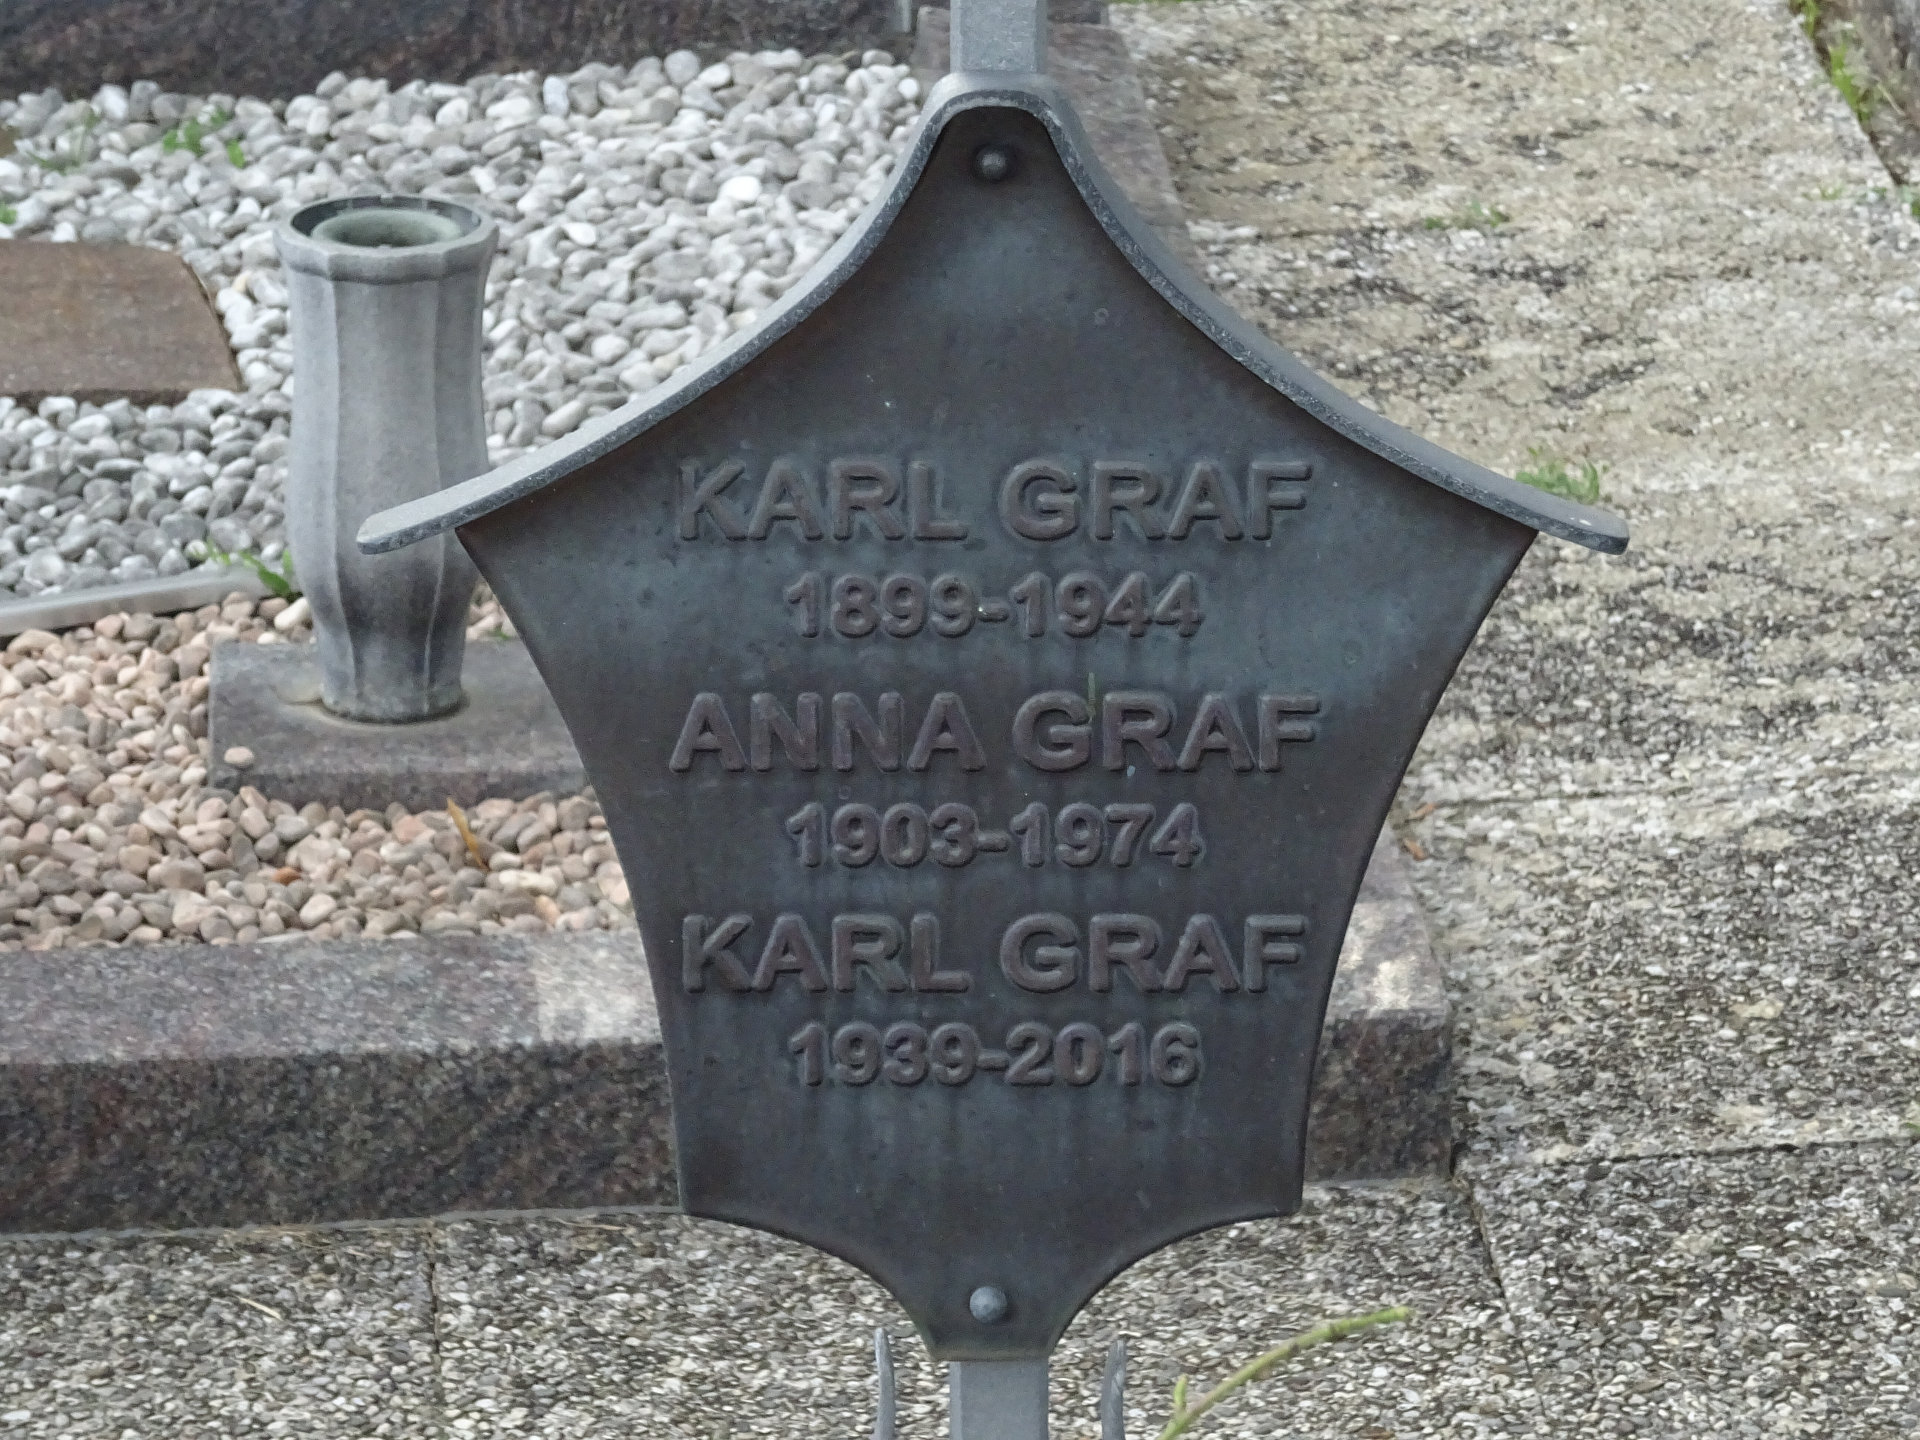 KARL GRAF
1899-1944
ANNA GRAF
1903-1974
KARL GRAF
1939-2016